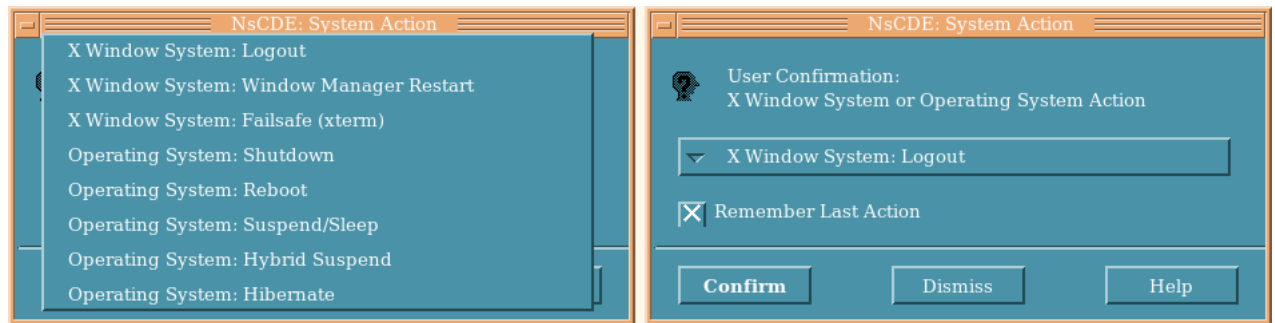 NsCDE: System Action
X Window System: Logout
X Window System: Window Manager Restart
X Window System: Failsafe (xterm)
Operating System: Shutdown
Operating System: Reboot
Operating System: Suspend/Sleep
Operating System: Hybrid Suspend
Operating System: Hibernate
NsCDE: System Action
User Confirmation:
X Window System or Operating System Action
X Window System: Logout
Remember Last Action
Confirm Dismiss Help